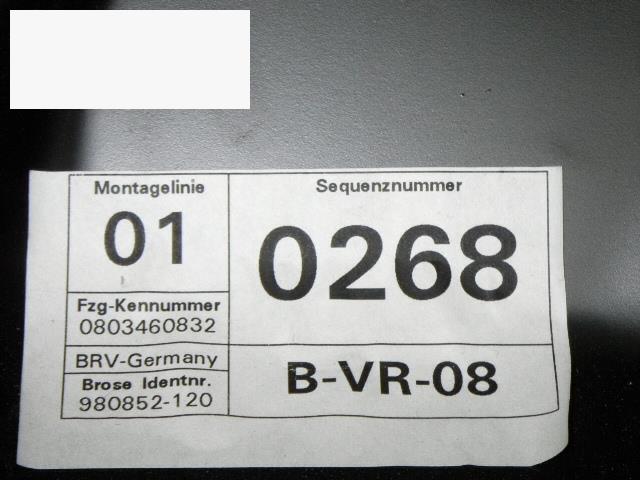 Montagelinie
01
Sequenznummer
0268
Fzg-Kennummer
0803460832
BRV-Germany
Brose Identnr.
980852-120
B-VR-08